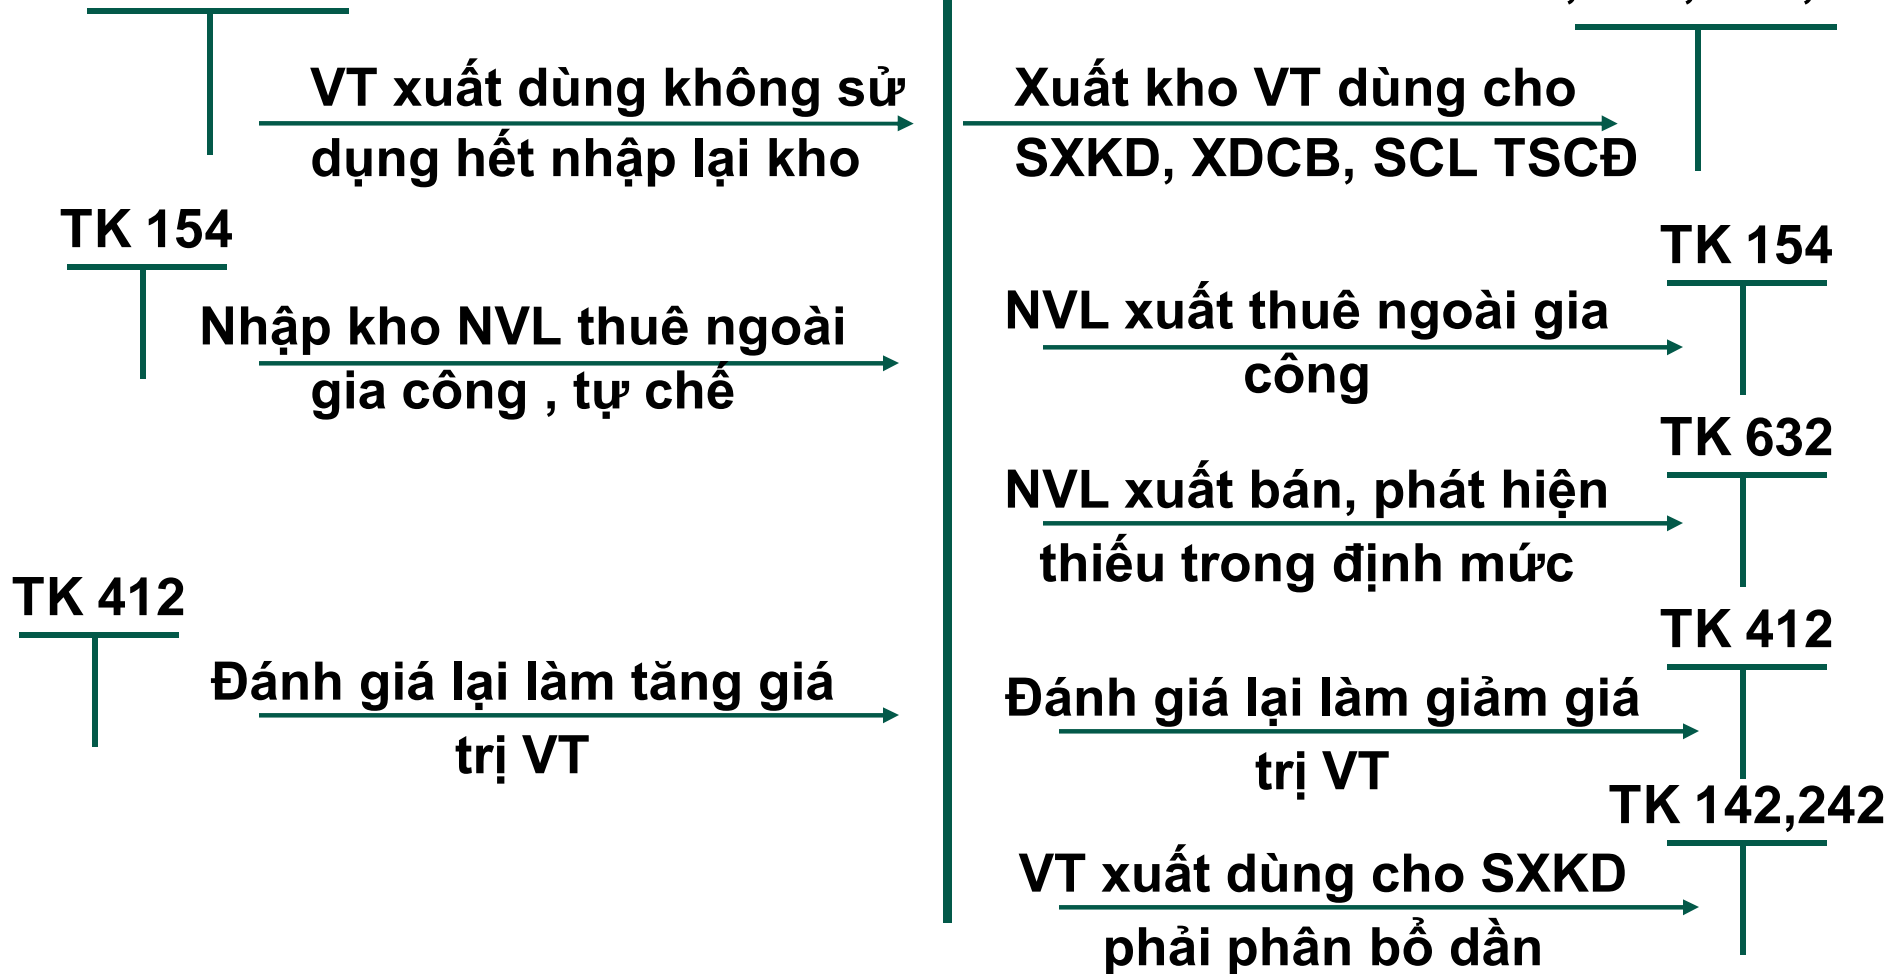 VT xuất dùng không sử
dụng hết nhập lại kho
TK 154
Nhập kho NVL thuê ngoài
gia công , tự chế
TK 412
Đánh giá lại làm tăng giá
trị VT
Xuất kho VT dùng cho
SXKD, XDCB, SCL TSCĐ
TK 154
NVL xuất thuê ngoài gia
công
TK 632
NVL xuất bán, phát hiện
thiếu trong định mức
TK 412
Đánh giá lại làm giảm giá
trị VT
TK 142,242
VT xuất dùng cho SXKD
phải phân bổ dần